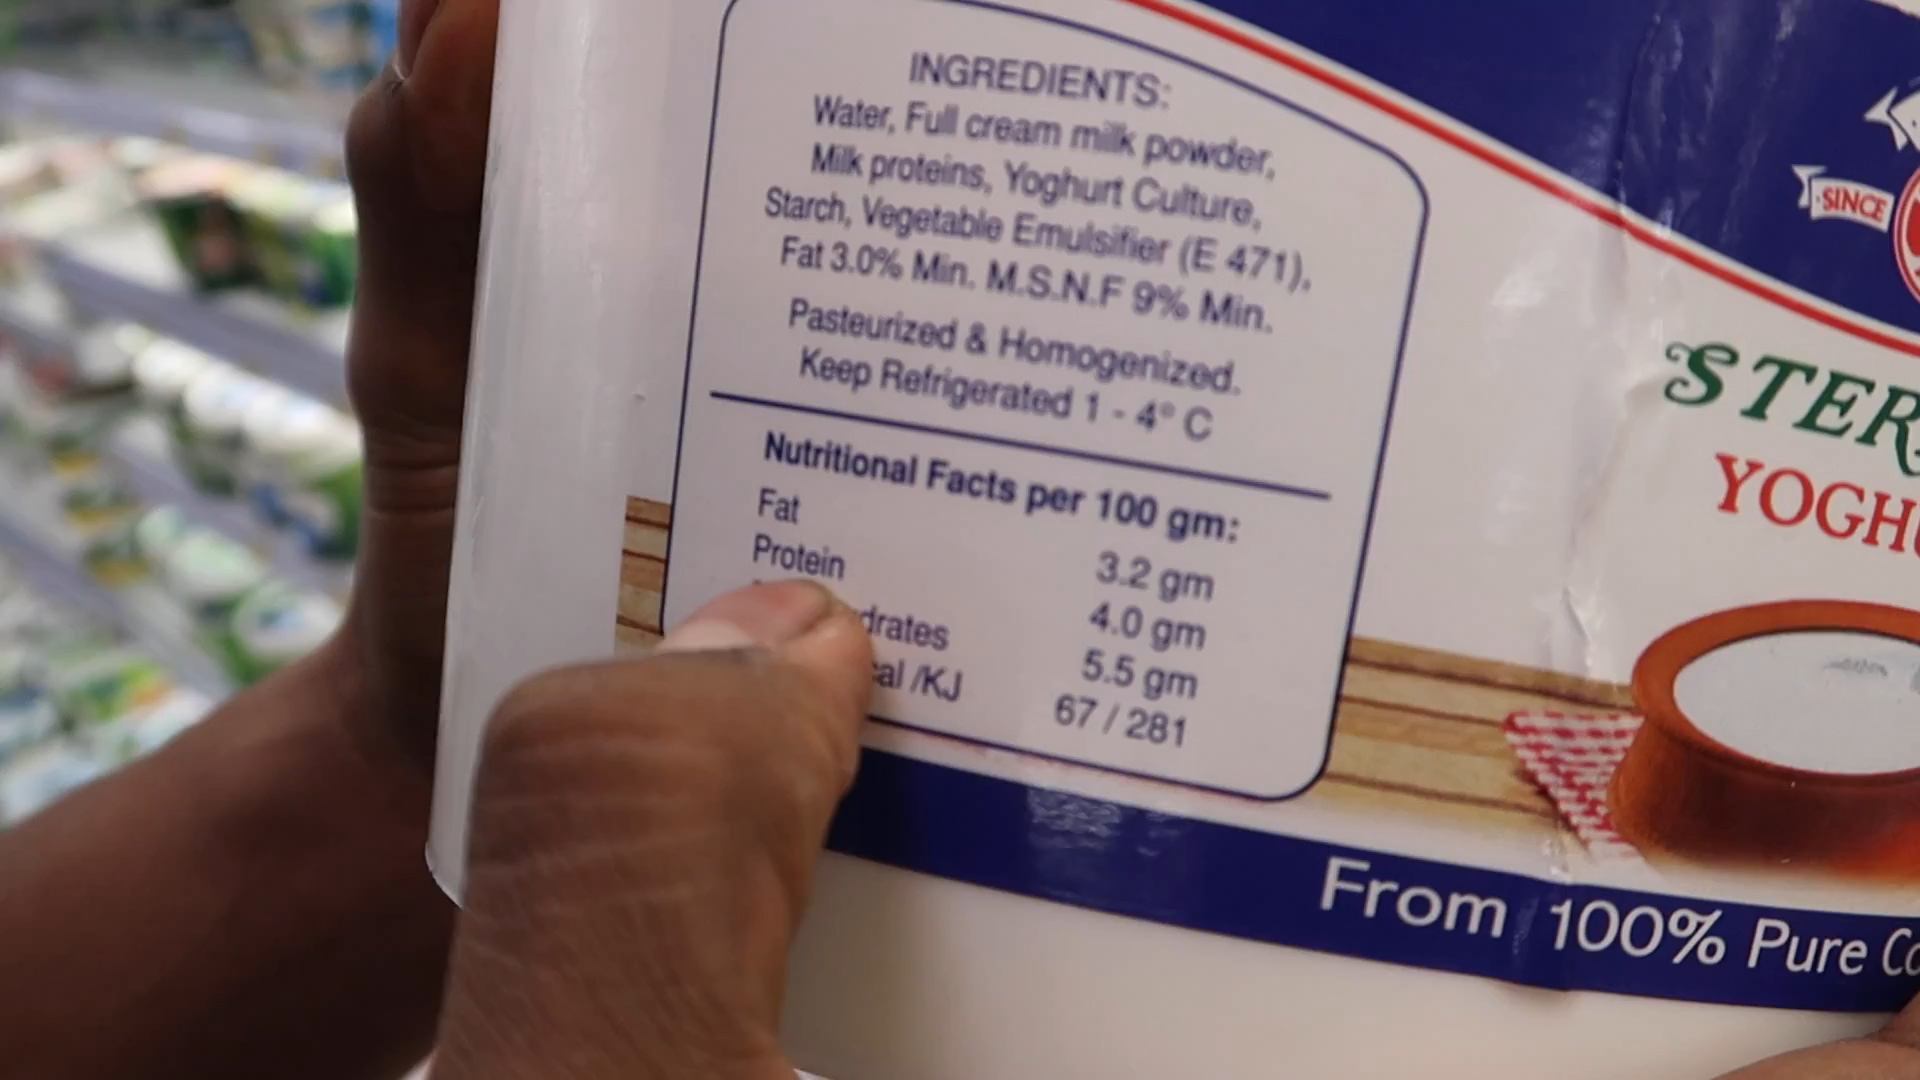 INGREDIENTS:
Water, Full cream milk powder,
Milk proteins, Yoghurt Culture,
Starch, Vegetable Emulsifier (E 471),
Fat 3.0% Min. M.S.N.F 9% Min.
Pasteurized & Homogenized.
Keep Refrigerated 1 - 4° C
Nutritional Facts per 100 gm:
Fat 3.2 gm
Protein 4.0 gm
drates 5.5 gm
al /KJ 67 / 281
SINCE
STER
YOGHU
From 100% Pure Co